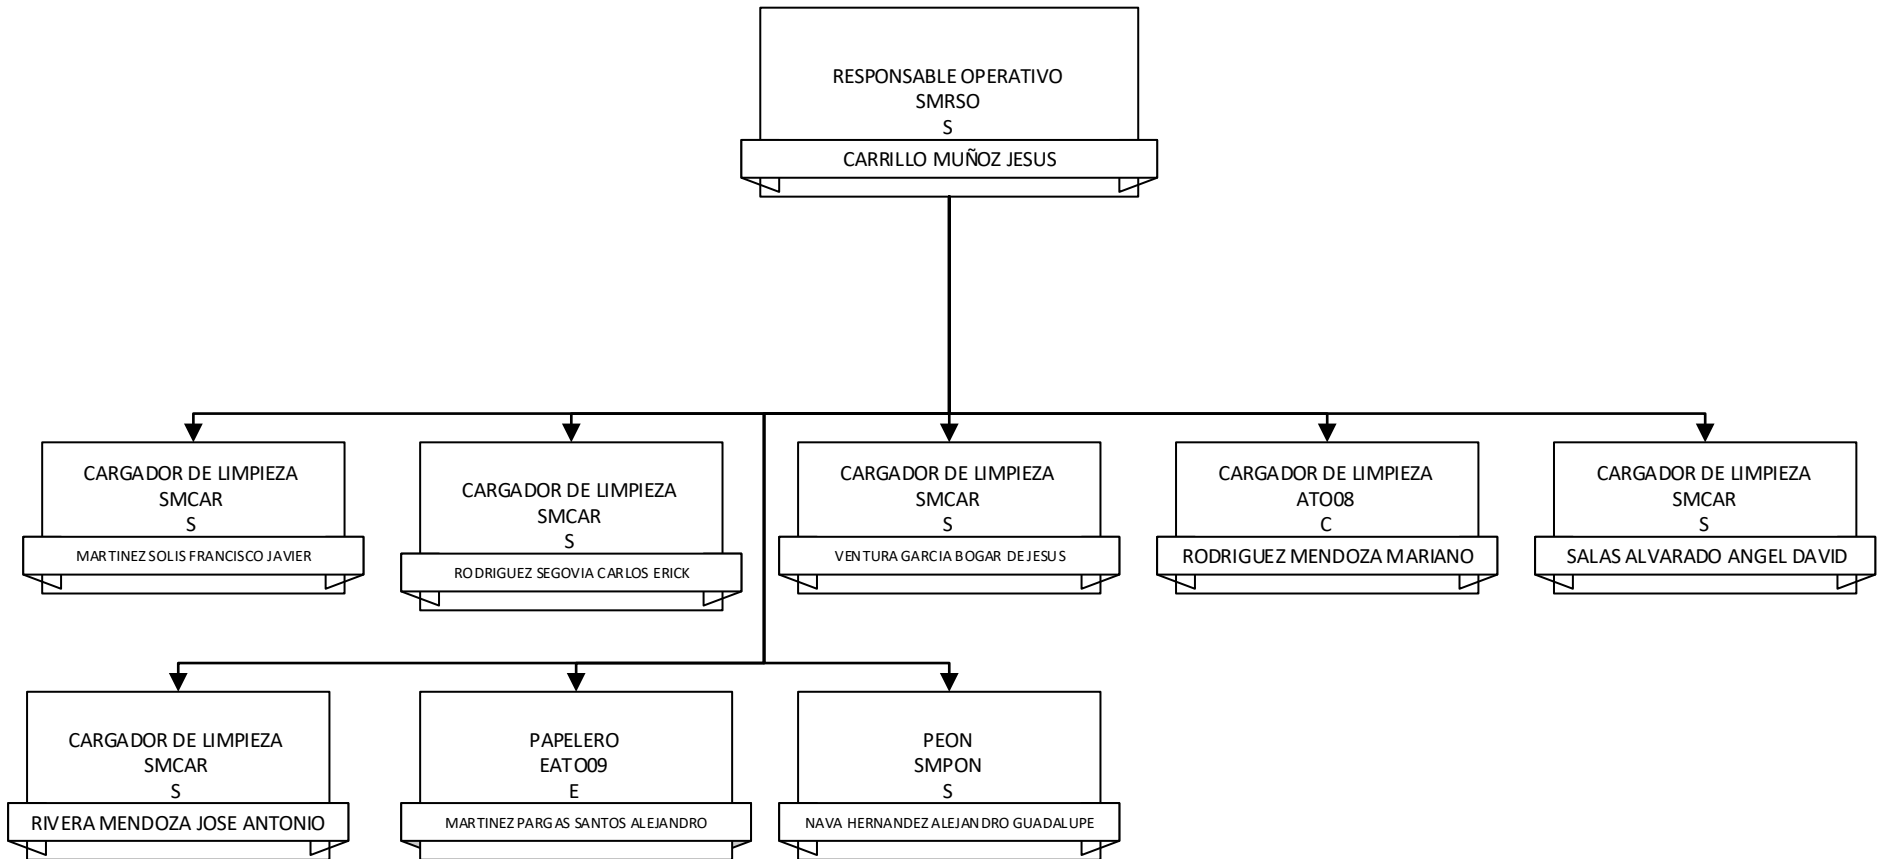 RESPONSABLE OPERATIVO
SMRSO
S
CARRILLO MUÑOZ JESUS
CARGADOR DE LIMPIEZA
SMCAR
S
MARTINEZ SOLIS FRANCISCO JAVIER
CARGADOR DE LIMPIEZA
SMCAR
S
RODRIGUEZ SEGOVIA CARLOS ERICK
CARGADOR DE LIMPIEZA
SMCAR
S
VENTURA GARCIA BOGAR DE JESUS
CARGADOR DE LIMPIEZA
ATO08
C
RODRIGUEZ MENDOZA MARIANO
CARGADOR DE LIMPIEZA
SMCAR
S
SALAS ALVARADO ANGEL DAVID
CARGADOR DE LIMPIEZA
SMCAR
S
RIVERA MENDOZA JOSE ANTONIO
PAPELERO
EATO09
E
MARTINEZ PARGAS SANTOS ALEJANDRO
PEON
SMPON
S
NAVA HERNANDEZ ALEJANDRO GUADALUPE